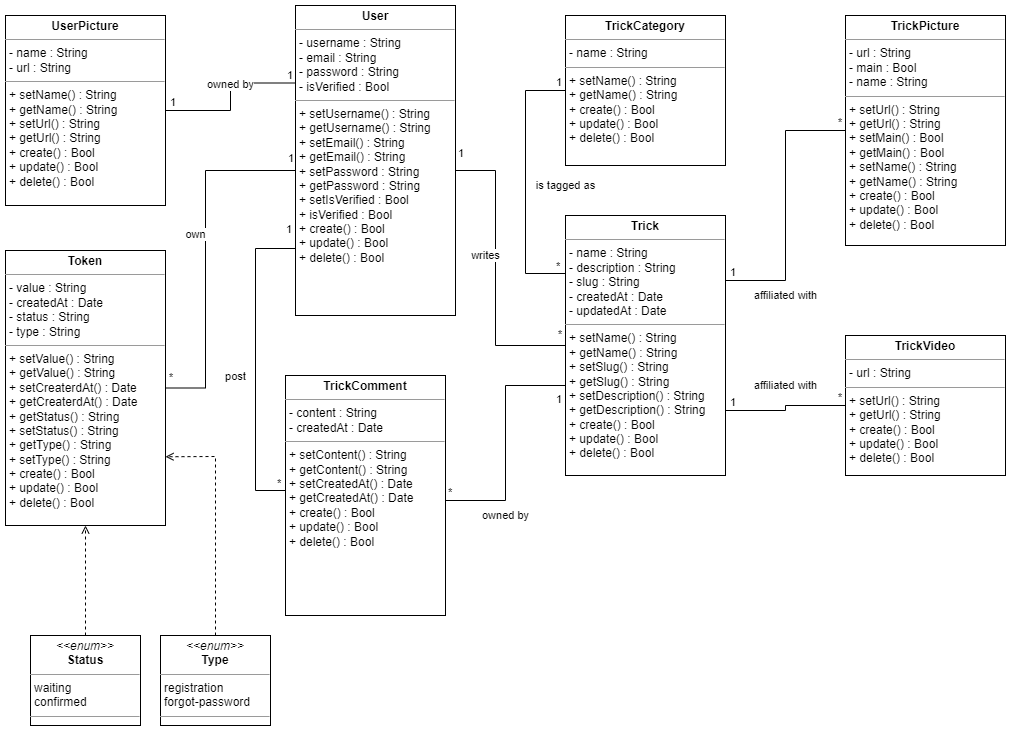 UserPicture
- name : String
- url : String
+ setName() : String
+ getName() : String
+ setUrl() : String
+ getUrl() : String
+ create() : Bool
+ update() : Bool
+ delete() : Bool
1
owned by
1
User
- username : String
- email : String
- password : String
- isVerified : Bool
+ setUsername() : String
+ getUsername() : String
+ setEmail() : String
+ getEmail() : String
+ setPassword : String
+ getPassword : String
+ setIsVerified : Bool
+ isVerified : Bool
+ create() : Bool
+ update() : Bool
+ delete() : Bool
1
1
1
own
post
writes
TrickCategory
- name : String
+ setName() : String
+ getName() : String
+ create() : Bool
+ update() : Bool
+ delete() : Bool
1
is tagged as
*
TrickPicture
- url : String
- main : Bool
- name : String
+ setUrl() : String
+ getUrl() : String
+ setMain() : Bool
+ getMain() : Bool
+ setName() : String
+ getName() : String
+ create() : Bool
+ update() : Bool
+ delete() : Bool
*
Token
- value : String
- createdAt : Date
- status : String
- type : String
+ setValue() : String
+ getValue() : String
+ setCreaterdAt() : Date
+ getCreaterdAt() : Date
+ getStatus() : String
+ setStatus() : String
+ getType() : String
+ setType() : String
+ create() : Bool
+ update() : Bool
+ delete() : Bool
*
Trick
- name : String
- description : String
- slug : String
- createdAt : Date
- updatedAt : Date
+ setName() : String
+ getName() : String
+ setSlug() : String
+ getSlug() : String
+ setDescription() : String
+ getDescription() : String
+ create() : Bool
+ update() : Bool
+ delete() : Bool
*
1
1
affiliated with
1
affiliated with
*
TrickVideo
- url : String
+ setUrl() : String
+ getUrl() : String
+ create() : Bool
+ update() : Bool
+ delete() : Bool
TrickComment
- content : String
- createdAt : Date
+ setContent() : String
+ getContent() : String
+ setCreatedAt() : Date
+ getCreatedAt() : Date
+ create() : Bool
+ update() : Bool
+ delete() : Bool
*
*
owned by
<<enum>>
Status
waiting
confirmed
<<enum>>
Type
registration
forgot-password